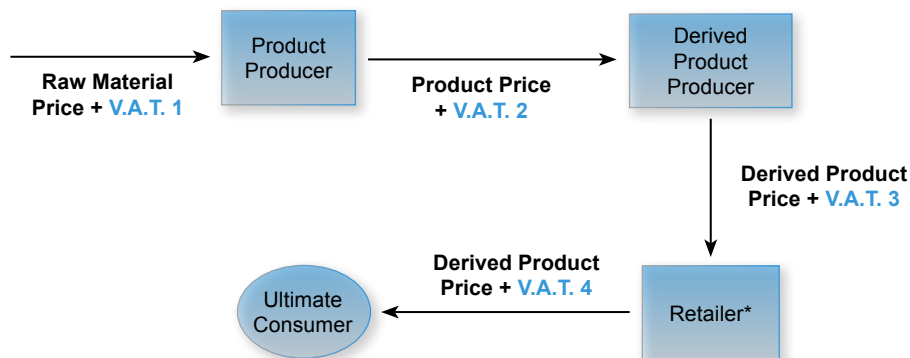 Product
Producer
Raw Material
Price + V.A.T. 1
Product Price
+ V.A.T. 2
Derived
Product
Producer
Derived Product
Price + V.A.T. 3
Retailer*
Derived Product
Price + V.A.T. 4
Ultimate
Consumer